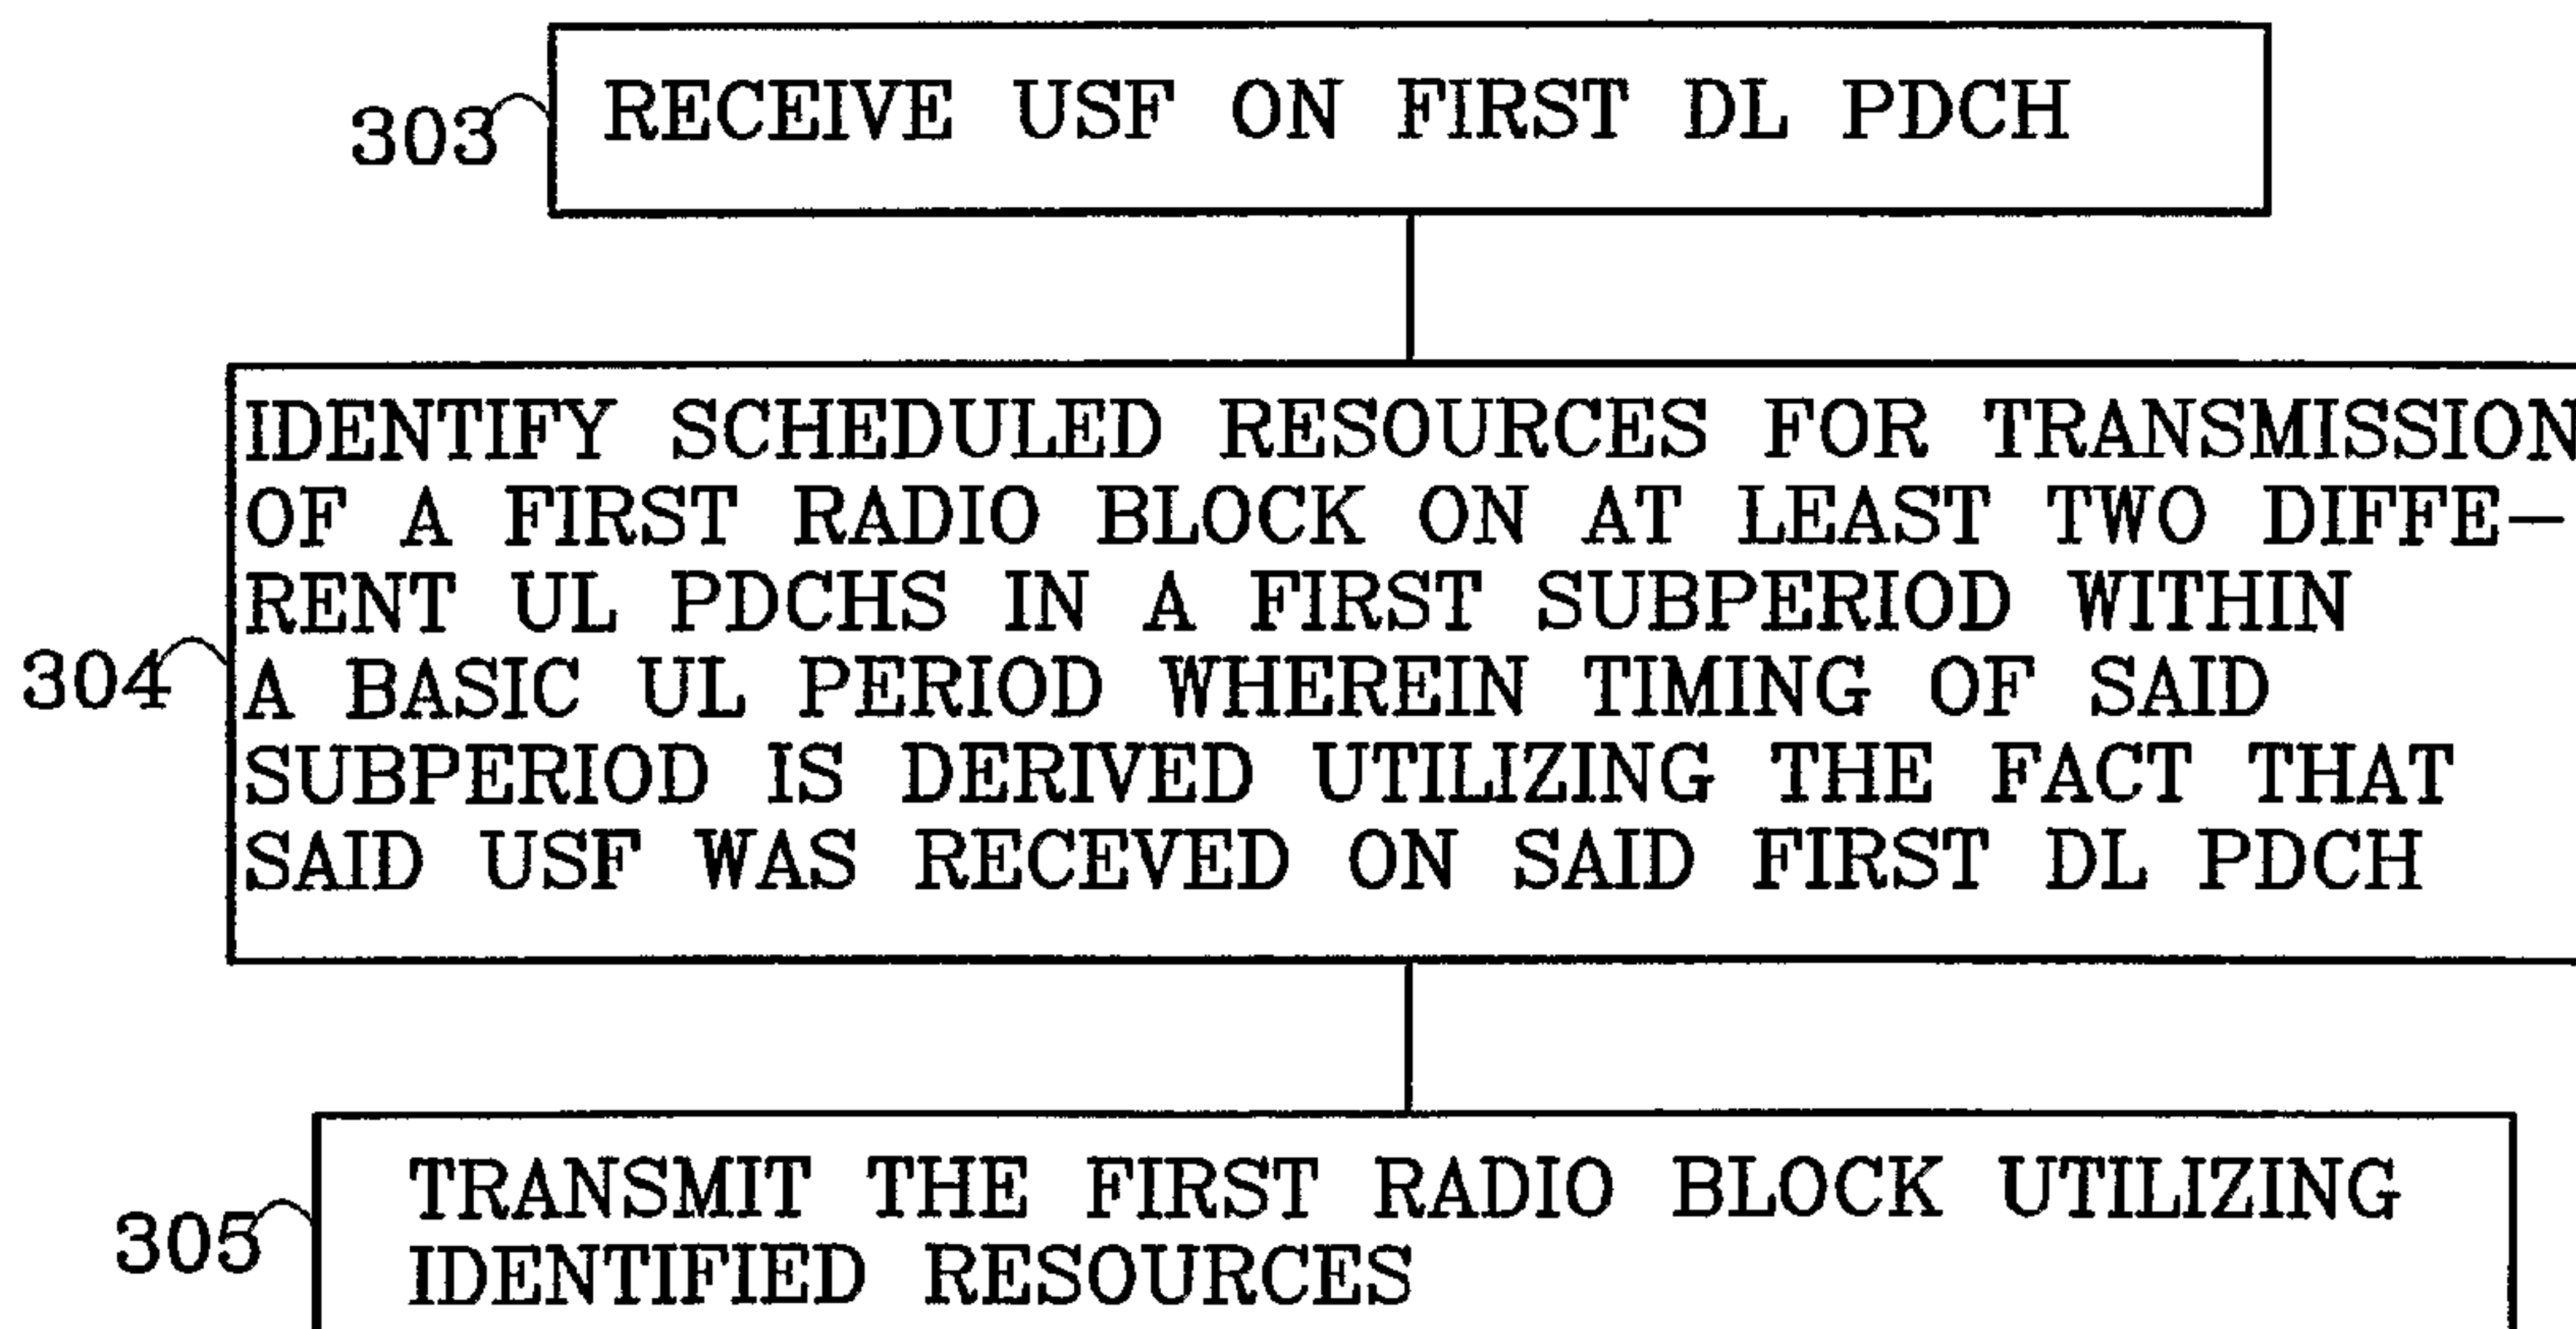 303
RECEIVE USF ON FIRST DL PDCH
IDENTIFY SCHEDULED RESOURCES FOR TRANSMISSION
OF A FIRST RADIO BLOCK ON AT LEAST TWO DIFFE-
RENT UL PDCHS IN A FIRST SUBPERIOD WITHIN
304
A BASIC UL PERIOD WHEREIN TIMING OF SAID
SUBPERIOD IS DERIVED UTILIZING THE FACT THAT
SAID USF WAS RECEVED ON SAID FIRST DL PDCH
305
TRANSMIT THE FIRST RADIO BLOCK UTILIZING
IDENTIFIED RESOURCES